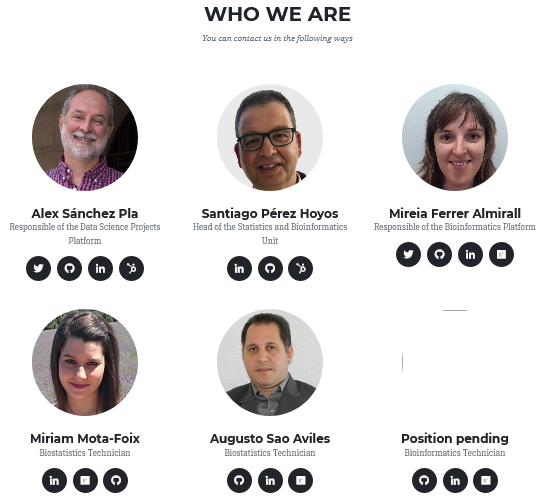 WHO WE ARE
You can contact us in the following ways
Alex Sánchez Pla
Responsible of the Data Science Projects
Platform
Santiago Pérez Hoyos
Head of the Statistics and Bioinformatics
Unit
Mireia Ferrer Almirall
Responsible of the Bioinformatics Platform
Miriam Mota-Foix
Biostatistics Technician
Augusto Sao Aviles
Biostatistics Technician
Position pending
Bioinformatics Technician